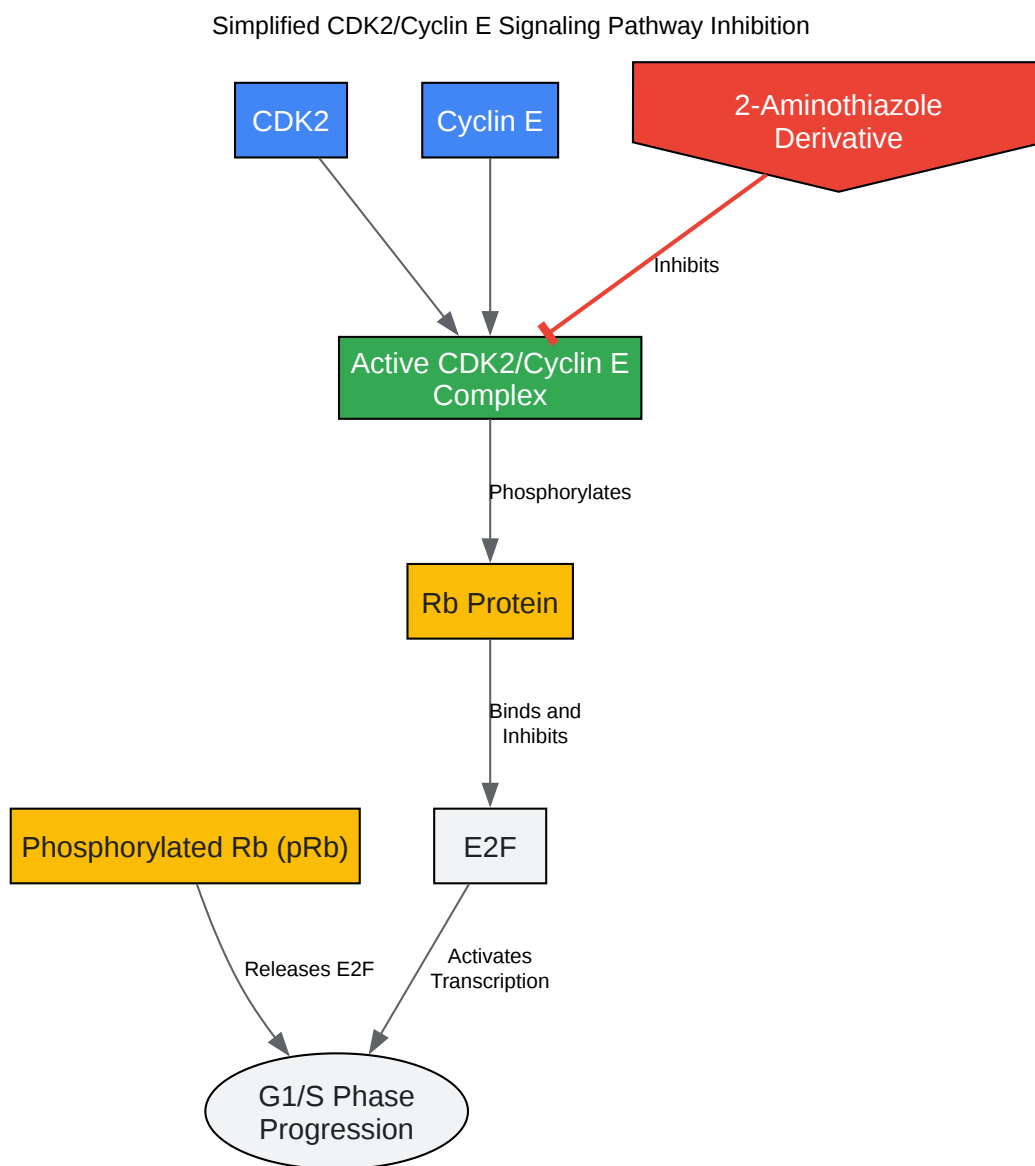 Simplified CDK2/Cyclin E Signaling Pathway Inhibition
CDK2
Cyclin E
2-Aminothiazole
Derivative
Inhibits
Active CDK2/Cyclin E
Complex
Phosphorylates
Rb Protein
Binds and
Inhibits
Phosphorylated Rb (pRb)
E2F
Releases E2F
Activates
Transcription
G1/S Phase
Progression